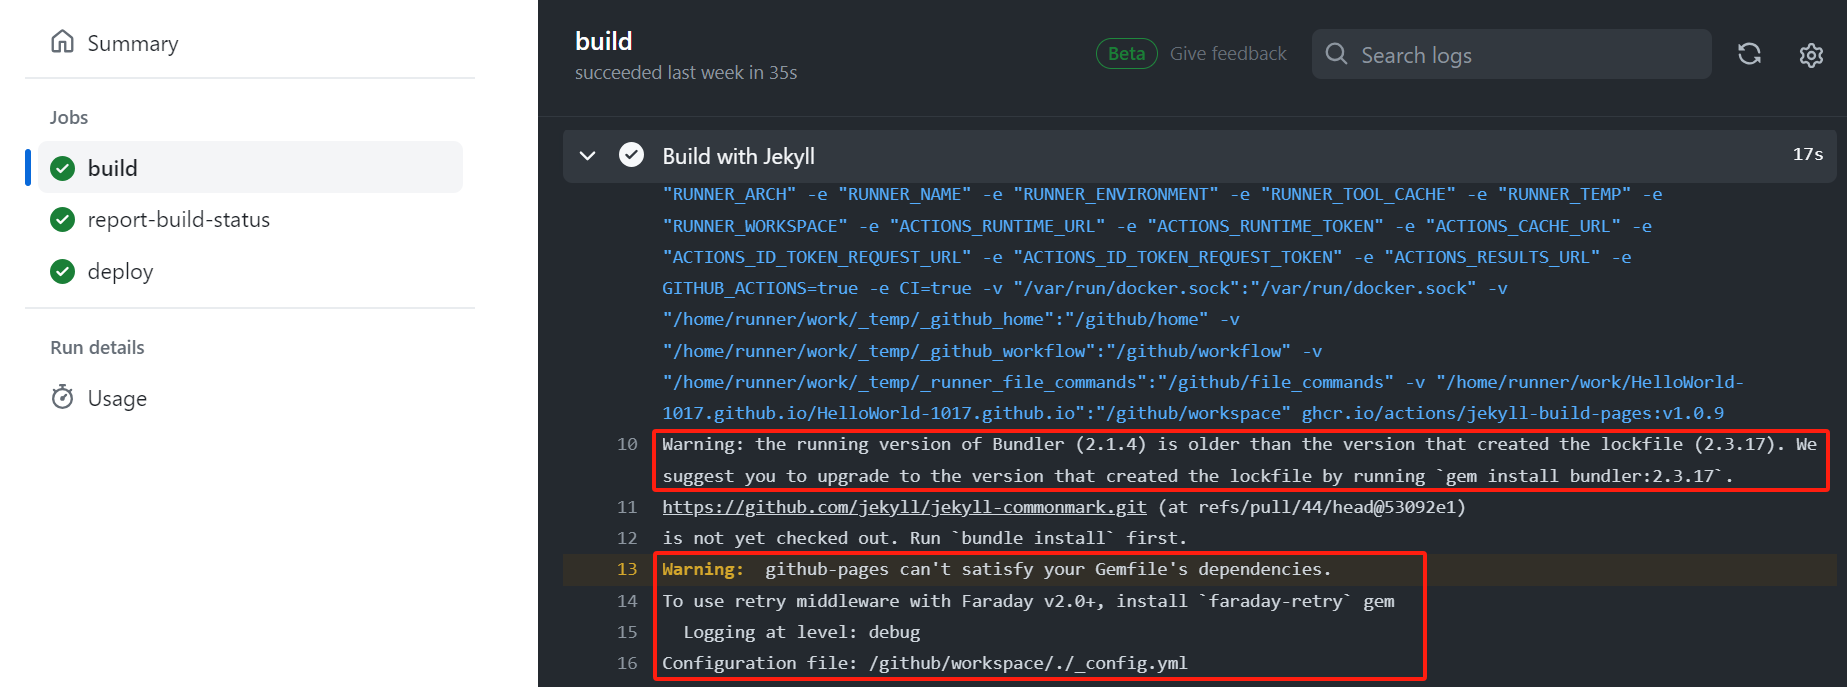 Summary
Jobs
build
report-build-status
deploy
Run details
Usage
build
succeeded last week in 35s
Beta Give feedback
Search logs
Build with Jekyll 17s
"RUNNER_ARCH" -e "RUNNER_NAME" -e "RUNNER_ENVIRONMENT" -e "RUNNER_TOOL_CACHE" -e "RUNNER_TEMP" -e
"RUNNER_WORKSPACE" -e "ACTIONS_RUNTIME_URL" -e "ACTIONS_RUNTIME_TOKEN" -e "ACTIONS_CACHE_URL" -e
"ACTIONS_ID_TOKEN_REQUEST_URL" -e "ACTIONS_ID_TOKEN_REQUEST_TOKEN" -e "ACTIONS_RESULTS_URL" -e
GITHUB_ACTIONS=true -e CI=true -v "/var/run/docker.sock":"/var/run/docker.sock" -v
"/home/runner/work/_temp/_github_home":"/github/home" -v
"/home/runner/work/_temp/_github_workflow":"/github/workflow" -v
"/home/runner/work/_temp/_runner_file_commands":"/github/file_commands" -v "/home/runner/work/HelloWorld-
1017.github.io/HelloWorld-1017.github.io":"/github/workspace" ghcr.io/actions/jekyll-build-pages:v1.0.9
10 Warning: the running version of Bundler (2.1.4) is older than the version that created the lockfile (2.3.17). We
suggest you to upgrade to the version that created the lockfile by running `gem install bundler:2.3.17`.
11 https://github.com/jekyll/jekyll-commonmark.git (at refs/pull/44/head@53092e1)
12 is not yet checked out. Run `bundle install` first.
13 Warning:  github-pages can't satisfy your Gemfile's dependencies.
14 To use retry middleware with Faraday v2.0+, install `faraday-retry` gem
15 Logging at level: debug
16 Configuration file: /github/workspace/./_config.yml